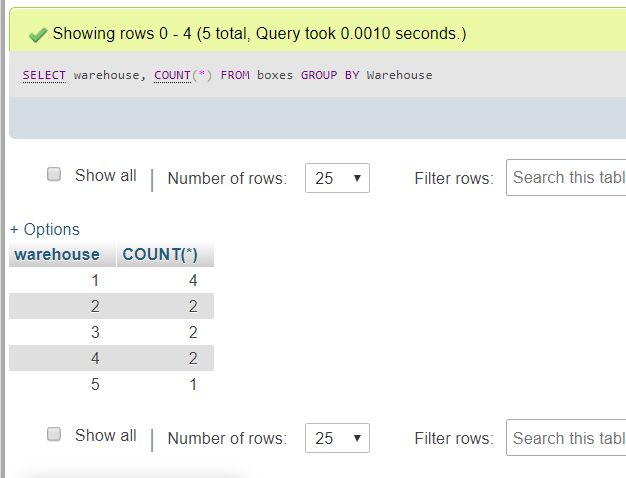 Showing rows 0 - 4 (5 total, Query took 0.0010 seconds.)
SELECT warehouse, COUNT(*) FROM boxes GROUP BY Warehouse
Show all | Number of rows: 25 Filter rows: Search this tabl
+ Options
warehouse COUNT(*)
1 4
2 2
3 2
4 2
5 1
Show all | Number of rows: 25 Filter rows: Search this tabl